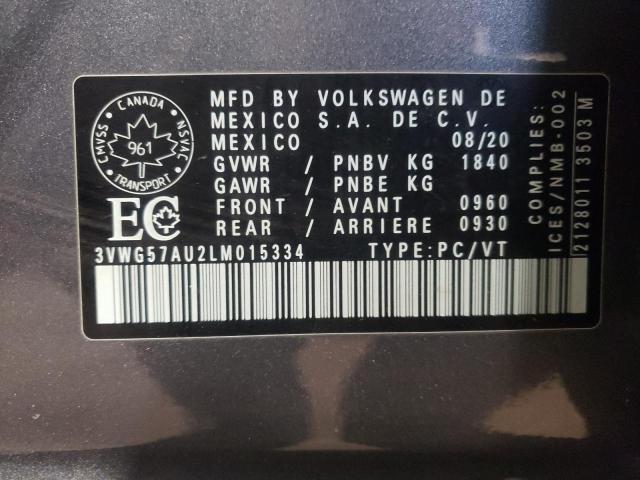 CANADA
CMVSS
NSVAC
961
TRANSPORT
EC
MFD BY VOLKSWAGEN DE
MEXICO S.A. DE C.V.
MEXICO 08/20
GVWR / PNBV KG 1840
GAWR / PNBE KG
FRONT / AVANT 0960
REAR / ARRIERE 0930
3VWG57AU2LM015334 TYPE:PC/VT
COMPLIES:
ICES/NMB-002
2128011 3503 M